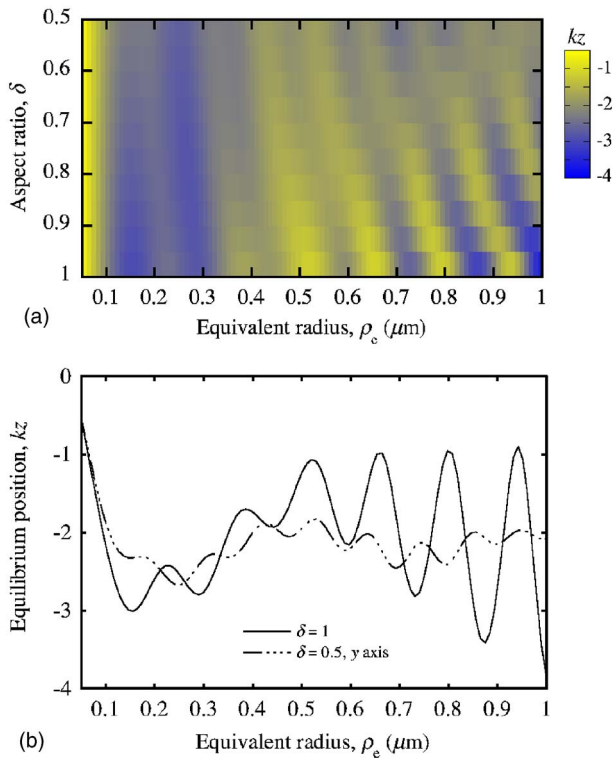 0.5
0.6
0.7
0.8
0.9
1
Aspect ratio, δ
0.1 0.2 0.3 0.4 0.5 0.6 0.7 0.8 0.9 1
Equivalent radius, ρe (μm)
kz
-1
-2
-3
-4
(a)
0
-1
-2
-3
-4
Equilibrium position, kz
δ = 1
δ = 0.5, y axis
0.1 0.2 0.3 0.4 0.5 0.6 0.7 0.8 0.9 1
Equivalent radius, ρe (μm)
(b)